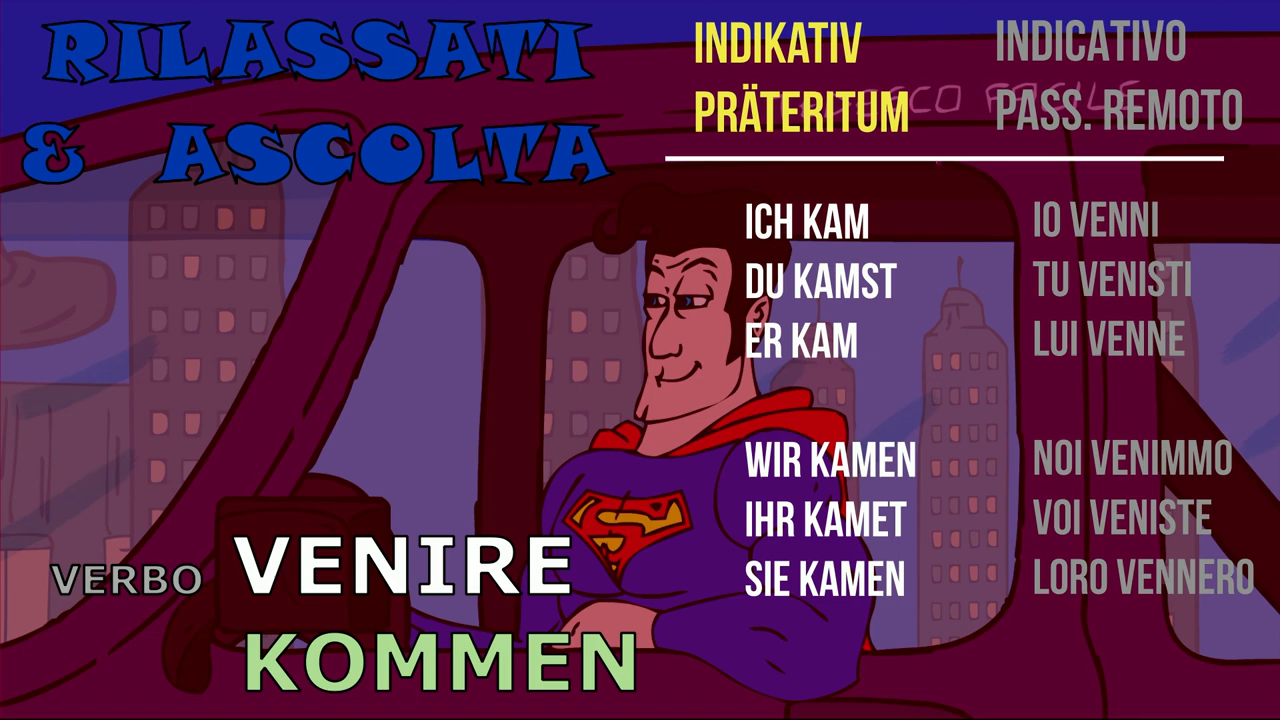 RILASSATI
& ASCOLTA
INDIKATIV INDICATIVO
PRÄTERITUM PASS. REMOTO
ICH KAM IO VENNI
DU KAMST TU VENISTI
ER KAM LUI VENNE
WIR KAMEN NOI VENIMMO
IHR KAMET VOI VENISTE
SIE KAMEN LORO VENNERO
VERBO VENIRE
KOMMEN